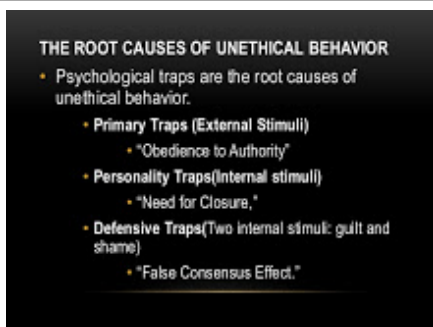 THE ROOT CAUSES OF UNETHICAL BEHAVIOR
• Psychological traps are the root causes of
unethical behavior.
• Primary Traps (External Stimuli)
• "Obedience to Authority"
• Personality Traps(Internal stimuli)
• "Need for Closure,"
• Defensive Traps(Two internal stimuli: guilt and
shame)
• "False Consensus Effect."